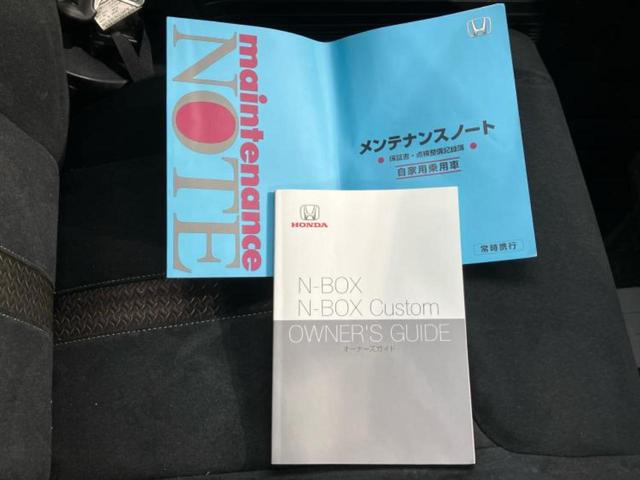 maintenance
NOTE
メンテナンスノート
保証書・点検整備記録簿
自家用乗用車
常時携行
HONDA
N-BOX
N-BOX Custom
OWNER'S GUIDE
オーナーズガイド